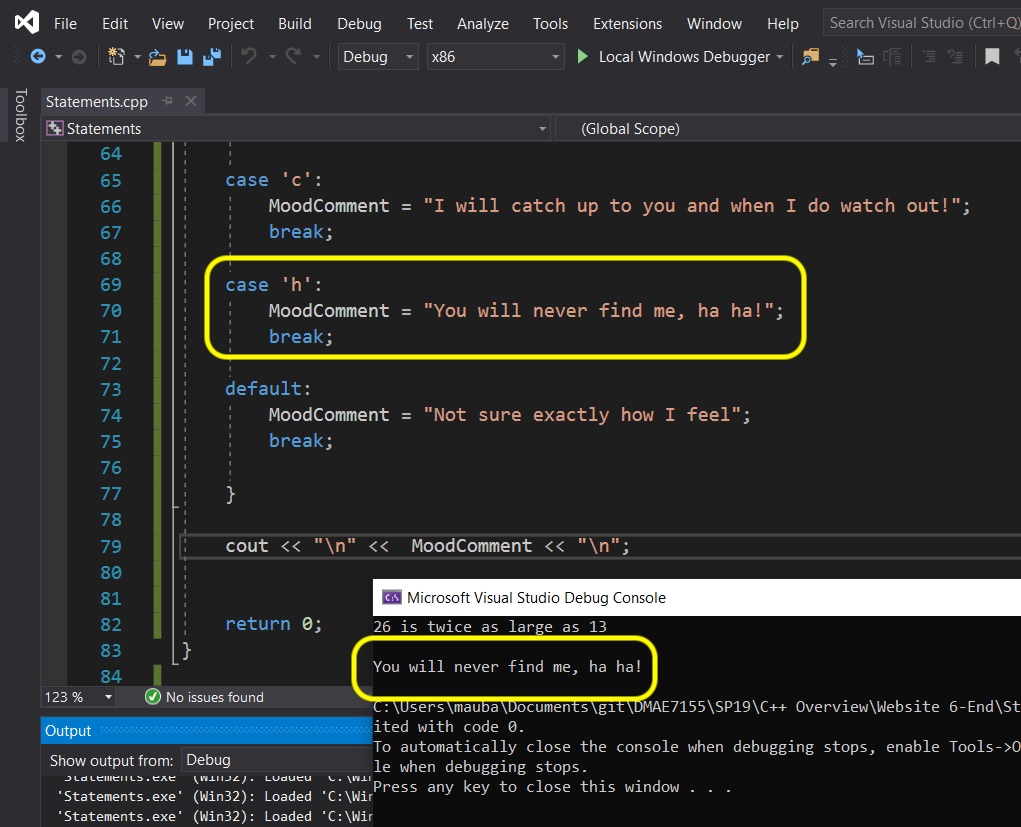 File Edit View Project Build Debug Test Analyze Tools Extensions Window Help Search Visual Studio (Ctrl+Q)
Debug x86 Local Windows Debugger
Toolbox
Statements.cpp
Statements (Global Scope)
64
65 case 'c':
66 MoodComment = "I will catch up to you and when I do watch out!";
67 break;
68
69 case 'h':
70 MoodComment = "You will never find me, ha ha!";
71 break;
72
73 default:
74 MoodComment = "Not sure exactly how I feel";
75 break;
76
77 }
78
79 cout << "\n" << MoodComment << "\n";
80
81
82 return 0;
83 }
84
123 % No issues found
Output
Show output from: Debug
'Statements.exe' (Win32): Loaded 'C:\Win
'Statements.exe' (Win32): Loaded 'C:\Win
'Statements.exe' (Win32): Loaded 'C:\Win
C:\ Microsoft Visual Studio Debug Console
26 is twice as large as 13
You will never find me, ha ha!
C:\Users\mauba\Documents\git\DMAE7155\SP19\C++ Overview\Website 6-End\St
ited with code 0.
To automatically close the console when debugging stops, enable Tools->O
le when debugging stops.
Press any key to close this window . . .